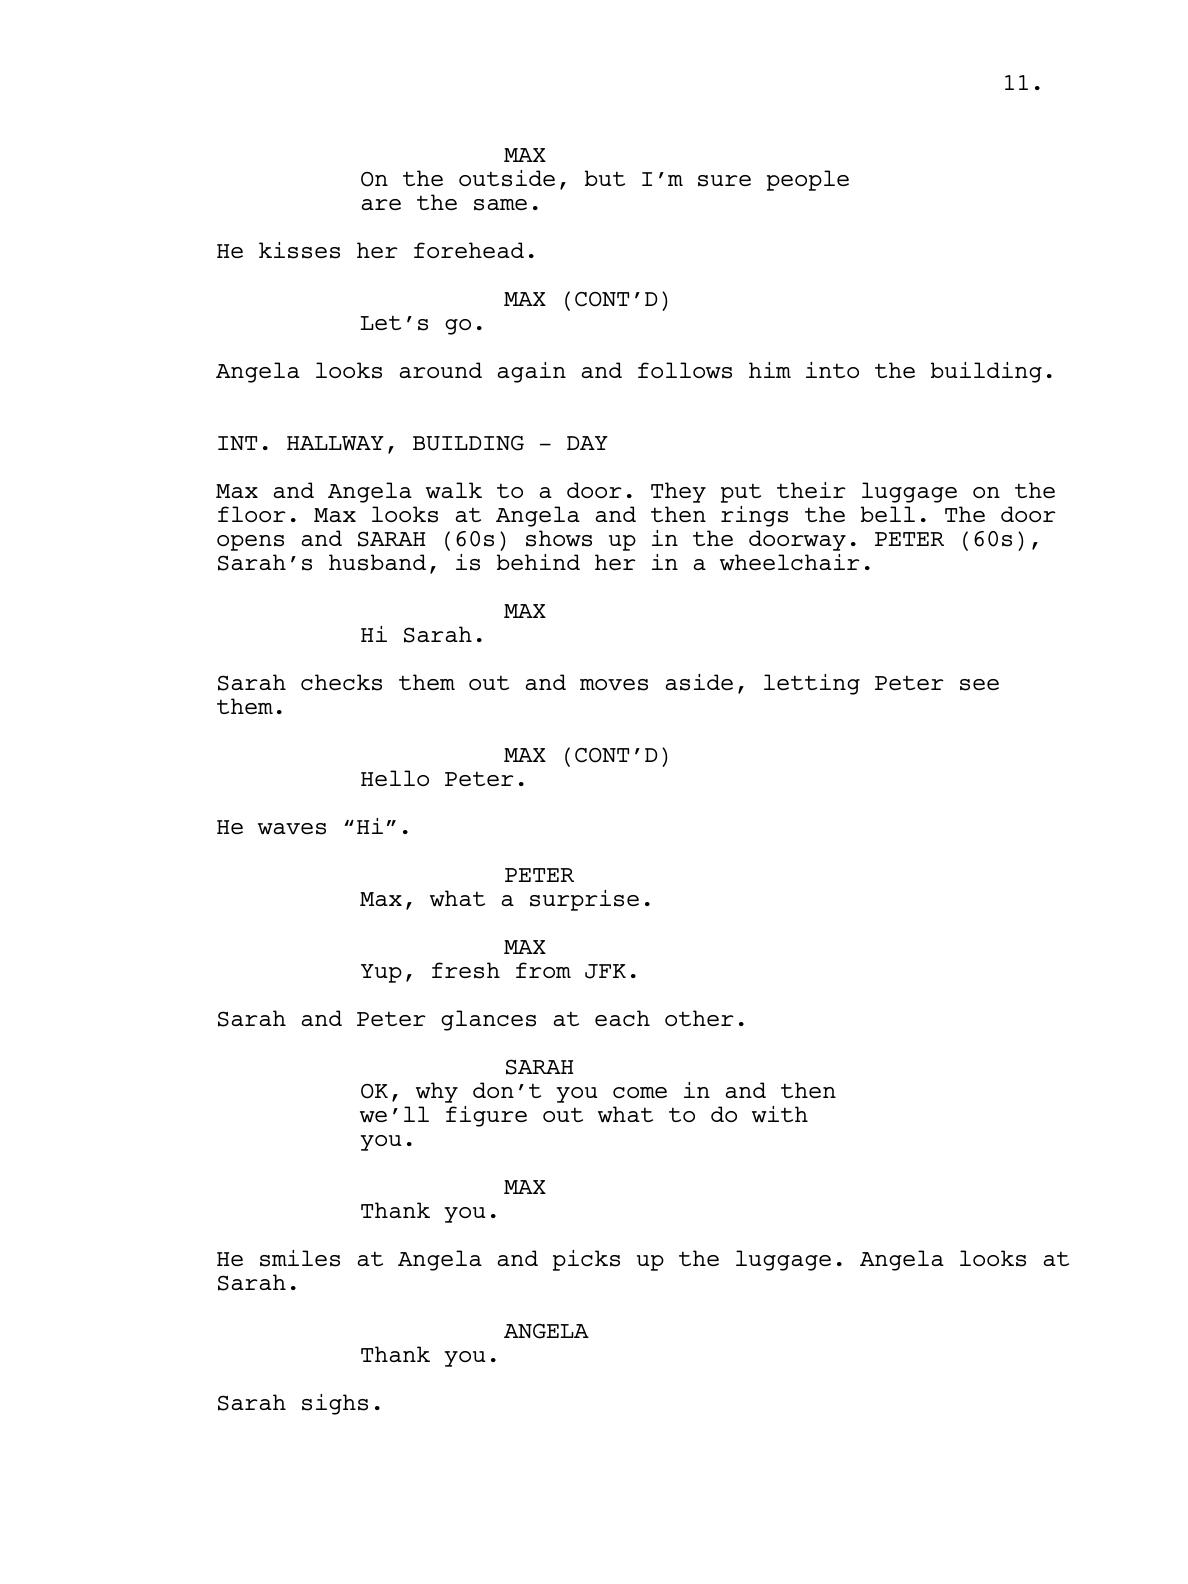 11.
MAX
On the outside, but I’m sure people
are the same.
He kisses her forehead.
MAX (CONT’D)
Let’s go.
Angela looks around again and follows him into the building.
INT. HALLWAY, BUILDING – DAY
Max and Angela walk to a door. They put their luggage on the
floor. Max looks at Angela and then rings the bell. The door
opens and SARAH (60s) shows up in the doorway. PETER (60s),
Sarah’s husband, is behind her in a wheelchair.
MAX
Hi Sarah.
Sarah checks them out and moves aside, letting Peter see
them.
MAX (CONT’D)
Hello Peter.
He waves “Hi”.
PETER
Max, what a surprise.
MAX
Yup, fresh from JFK.
Sarah and Peter glances at each other.
SARAH
OK, why don’t you come in and then
we’ll figure out what to do with
you.
MAX
Thank you.
He smiles at Angela and picks up the luggage. Angela looks at
Sarah.
ANGELA
Thank you.
Sarah sighs.